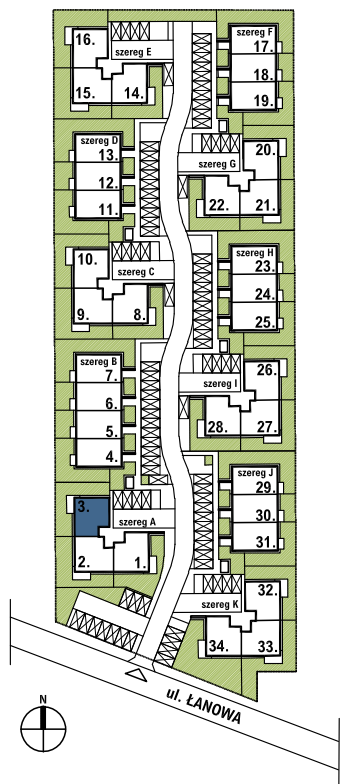 16.
szereg E
15.
14.
szereg F
17.
18.
19.
szereg D
13.
12.
11.
szereg G
20.
22.
21.
10.
szereg C
9.
8.
szereg H
23.
24.
25.
szereg B
7.
6.
5.
4.
26.
szereg I
28.
27.
3.
szereg A
2.
1.
szereg J
29.
30.
31.
32.
szereg K
34.
33.
ul. ŁANOWA
N